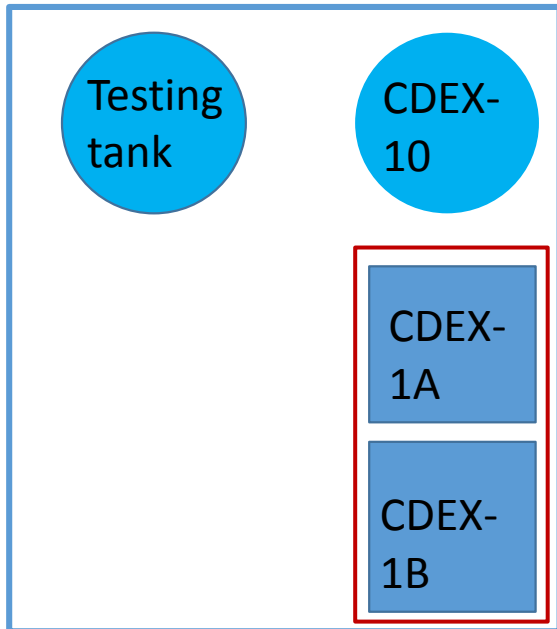 Testing
tank
CDEX-
10
CDEX-
1A
CDEX-
1B